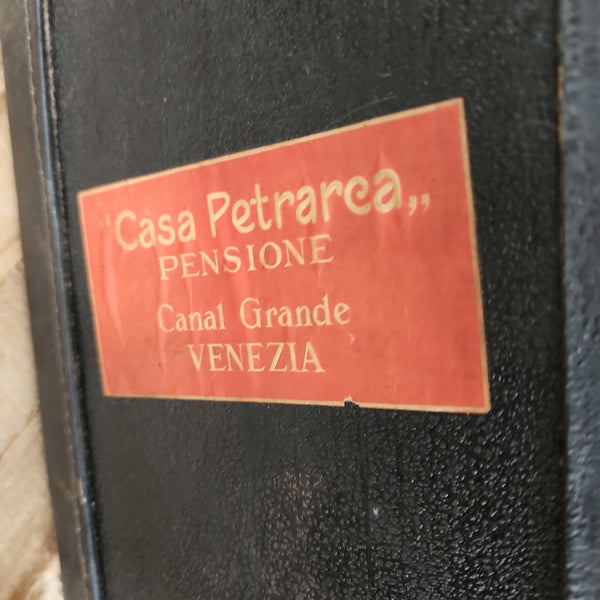 "Casa Petrarca„
PENSIONE
Canal Grande
VENEZIA